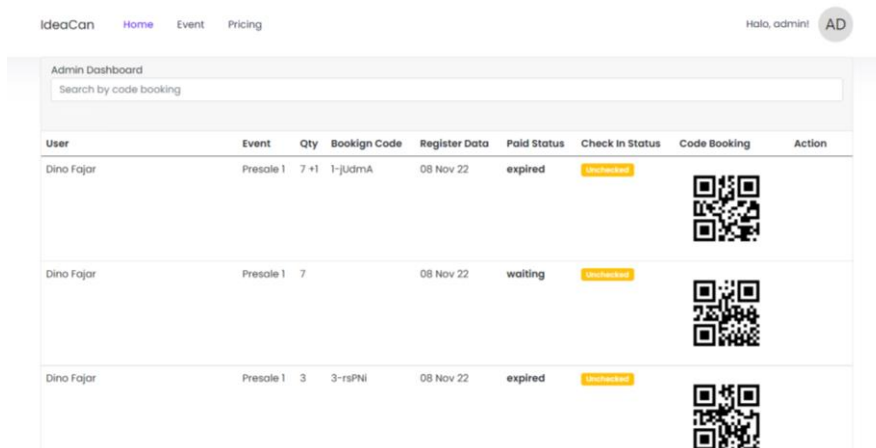 IdeaCan Home Event Pricing Halo, admin! AD
Admin Dashboard
Search by code booking
User Event Qty Bookign Code Register Data Paid Status Check In Status Code Booking Action
Dino Fajar Presale 1 7 +1 1-jUdmA 08 Nov 22 expired Unchecked
Dino Fajar Presale 1 7 08 Nov 22 waiting Unchecked
Dino Fajar Presale 1 3 3-rsPNi 08 Nov 22 expired Unchecked